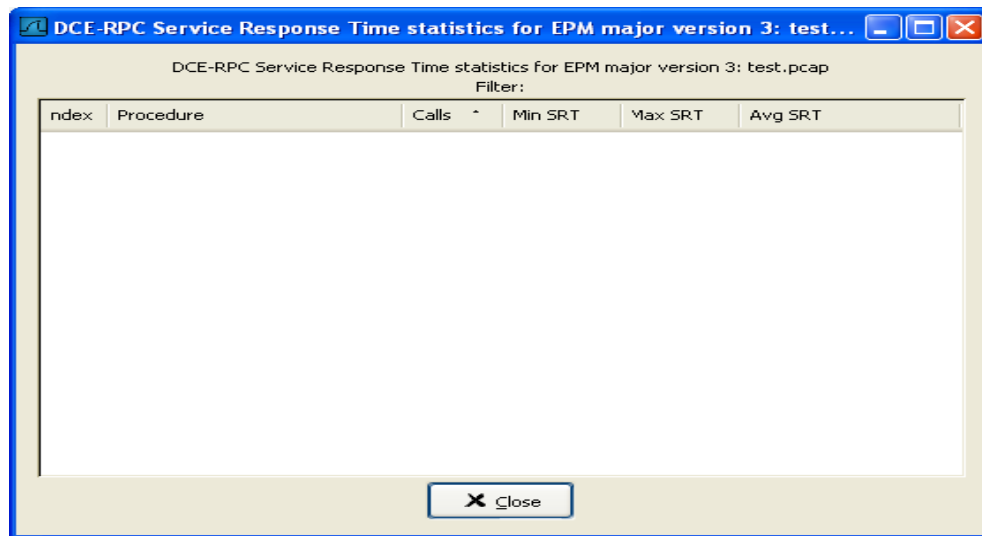 DCE-RPC Service Response Time statistics for EPM major version 3: test...
DCE-RPC Service Response Time statistics for EPM major version 3: test.pcap
Filter:
ndex Procedure Calls Min SRT Max SRT Avg SRT
Close